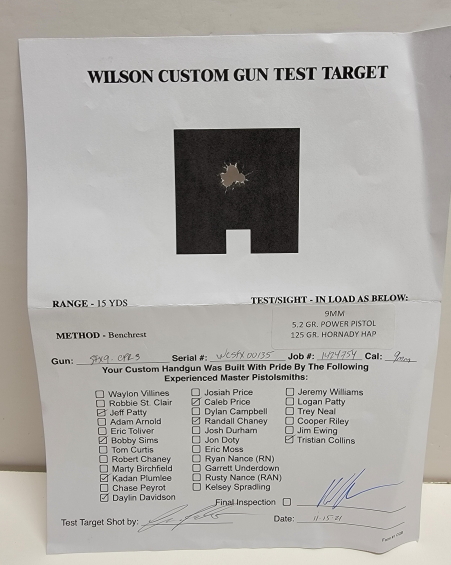 WILSON CUSTOM GUN TEST TARGET
RANGE - 15 YDS TEST/SIGHT - IN LOAD AS BELOW:
9MM
5.2 GR. POWER PISTOL
125 GR. HORNADY HAP
METHOD - Benchrest
Gun: SFX9-CPR3 Serial #: WCSFX00135 Job #: Cal: 9mm
Your Custom Handgun Was Built With Pride By The Following
Experienced Master Pistolsmiths:
Waylon Villines Josiah Price Jeremy Williams
Robbie St. Clair Caleb Price Logan Patty
Jeff Patty Dylan Campbell Trey Neal
Adam Arnold Randall Chaney Cooper Riley
Eric Toliver Josh Durham Jim Ewing
Bobby Sims Jon Doty Tristian Collins
Tom Curtis Eric Moss
Robert Chaney Ryan Nance (RN)
Marty Birchfield Garrett Underdown
Kadan Plumlee Rusty Nance (RAN)
Chase Peyrot Kelsey Spradling
Daylin Davidson
Final Inspection
Test Target Shot by: Date: 11-15-21